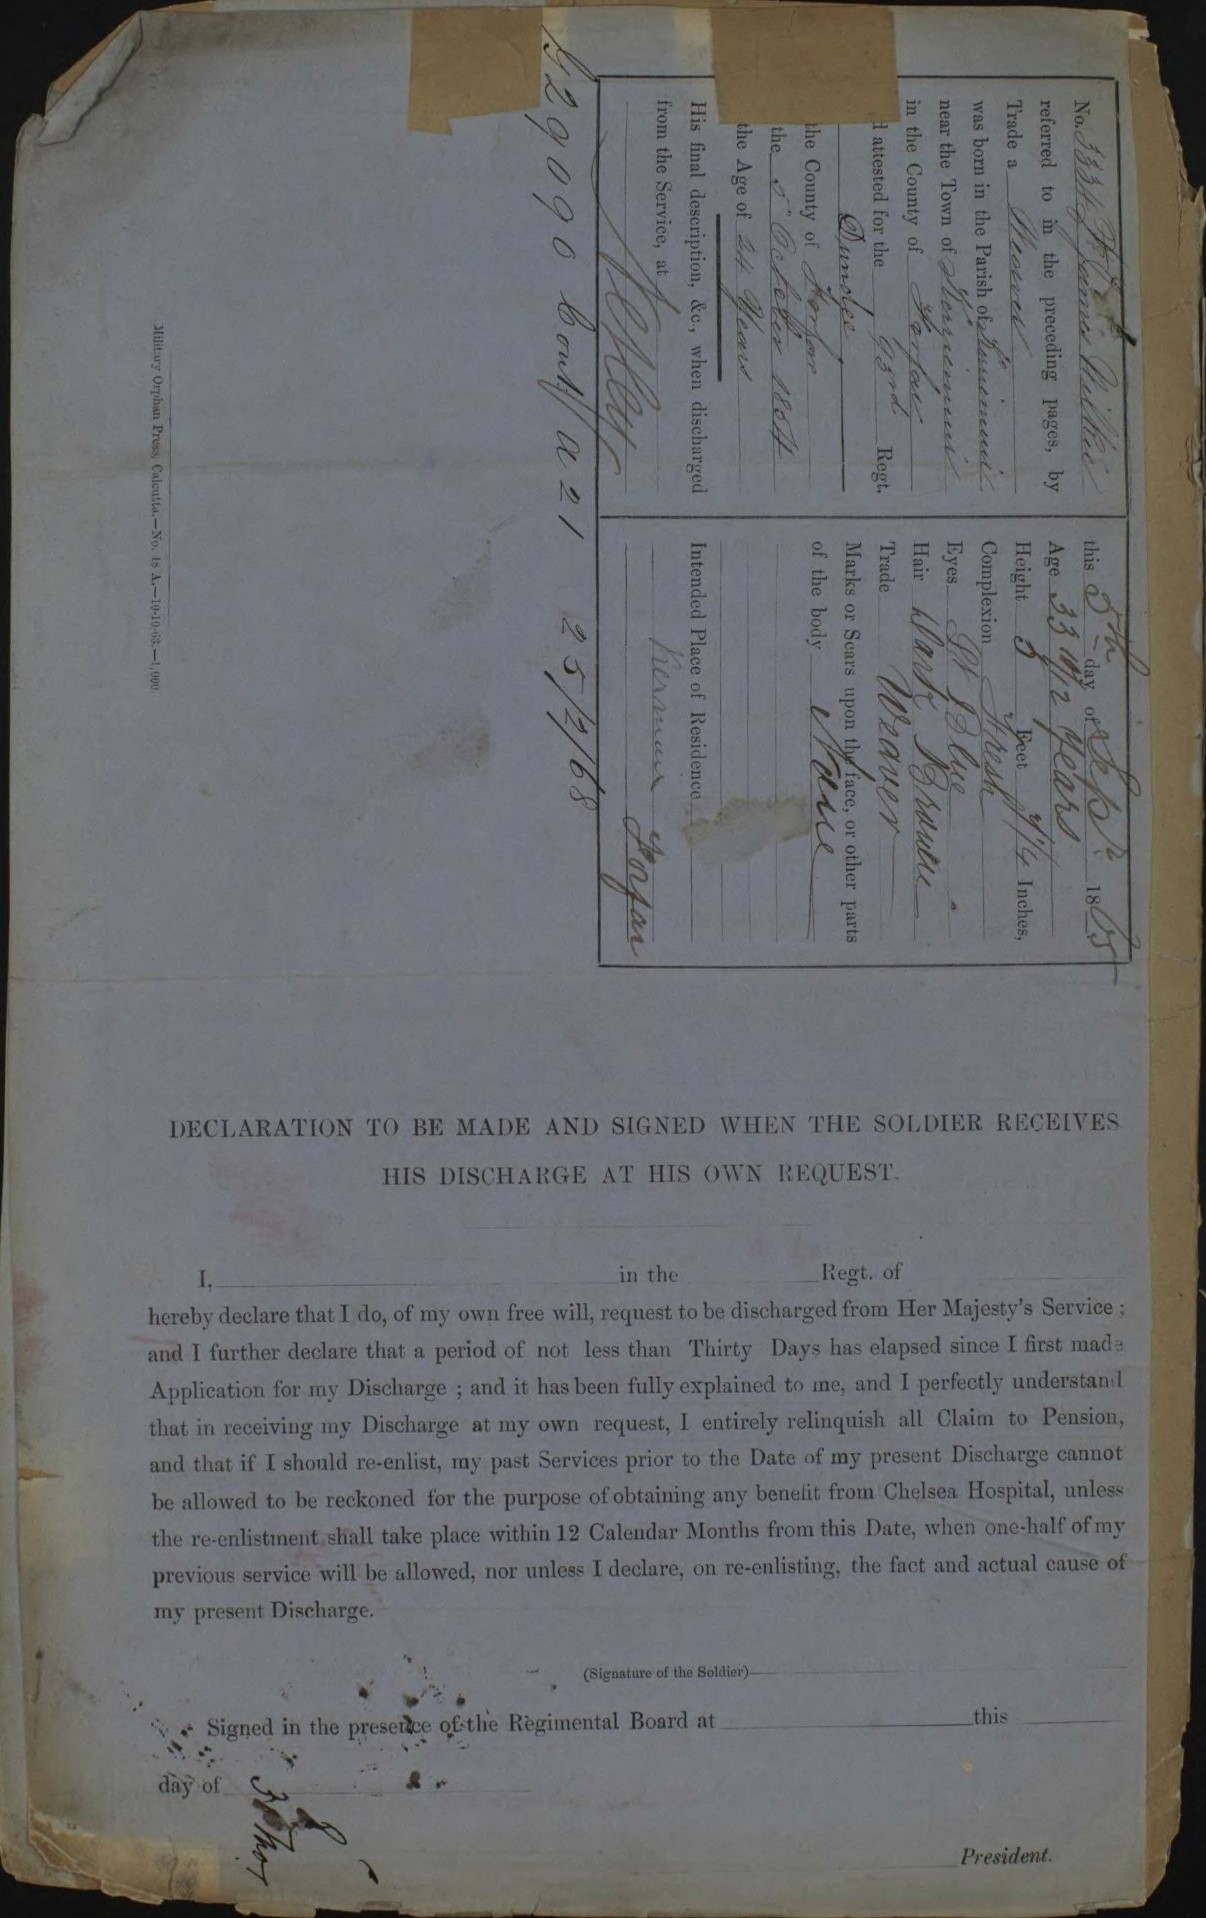 No. 3334 Pte James Wilkie
referred to in the preceding pages, by
Trade a Weaver
was born in the Parish of Kirriemuir
near the Town of Kirriemuir
in the County of Forfar
d attested for the 93rd Regt.
Dundee
the County of Forfar
the 5th October 1854
the Age of 24 Years
His final description, &c., when discharged
from the Service, at
Netley
this 5th day of Sepr. 1865
Age 33 10/12 years
Height 5 Feet 7 1/4 Inches,
Complexion Fresh
Eyes Lt Blue
Hair Dark Brown
Trade Weaver
Marks or Scars upon the face, or other parts
of the body None
Intended Place of Residence
Forfar
G29090 Cont/ a 21 25/2/68
Military Orphan Press, Calcutta.—No. 48 A.—10-10-63.—1,000
DECLARATION TO BE MADE AND SIGNED WHEN THE SOLDIER RECEIVES
HIS DISCHARGE AT HIS OWN REQUEST.
I, in the Regt. of
hereby declare that I do, of my own free will, request to be discharged from Her Majesty's Service ;
and I further declare that a period of not less than Thirty Days has elapsed since I first made
Application for my Discharge ; and it has been fully explained to me, and I perfectly understand
that in receiving my Discharge at my own request, I entirely relinquish all Claim to Pension,
and that if I should re-enlist, my past Services prior to the Date of my present Discharge cannot
be allowed to be reckoned for the purpose of obtaining any benefit from Chelsea Hospital, unless
the re-enlistment shall take place within 12 Calendar Months from this Date, when one-half of my
previous service will be allowed, nor unless I declare, on re-enlisting, the fact and actual cause of
my present Discharge.
(Signature of the Soldier)
Signed in the presence of the Regimental Board at this
day of
President.